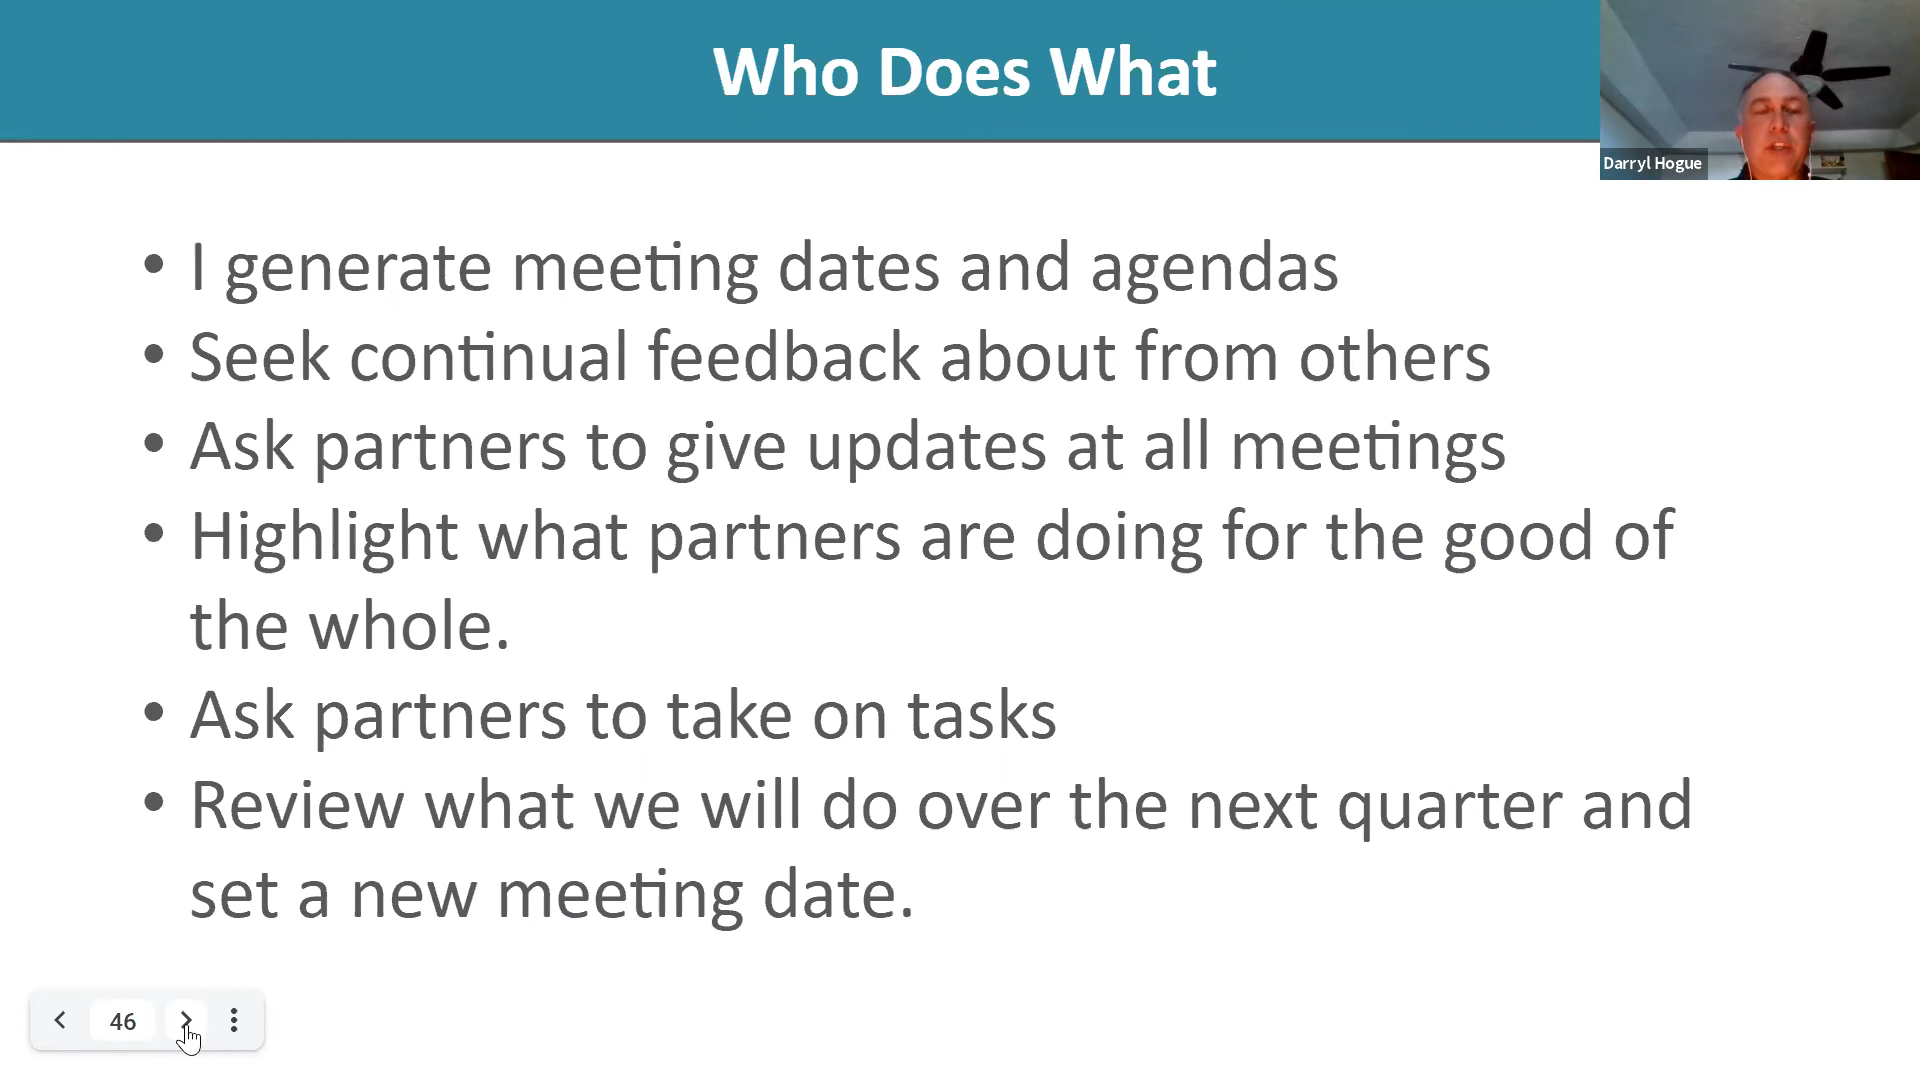 Who Does What
Darryl Hogue
• I generate meeting dates and agendas
• Seek continual feedback about from others
• Ask partners to give updates at all meetings
• Highlight what partners are doing for the good of
the whole.
• Ask partners to take on tasks
• Review what we will do over the next quarter and
set a new meeting date.
46